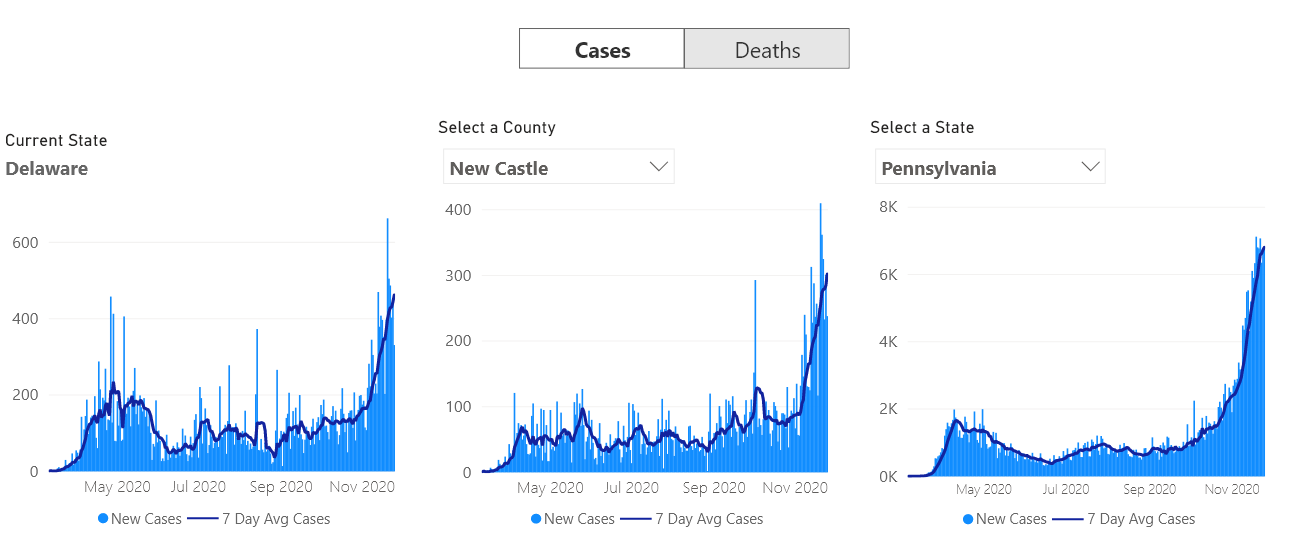 Cases Deaths
Current State
Delaware
600
400
200
0
May 2020 Jul 2020 Sep 2020 Nov 2020
New Cases 7 Day Avg Cases
Select a County
New Castle
400
300
200
100
0
May 2020 Jul 2020 Sep 2020 Nov 2020
New Cases 7 Day Avg Cases
Select a State
Pennsylvania
8K
6K
4K
2K
0K
May 2020 Jul 2020 Sep 2020 Nov 2020
New Cases 7 Day Avg Cases